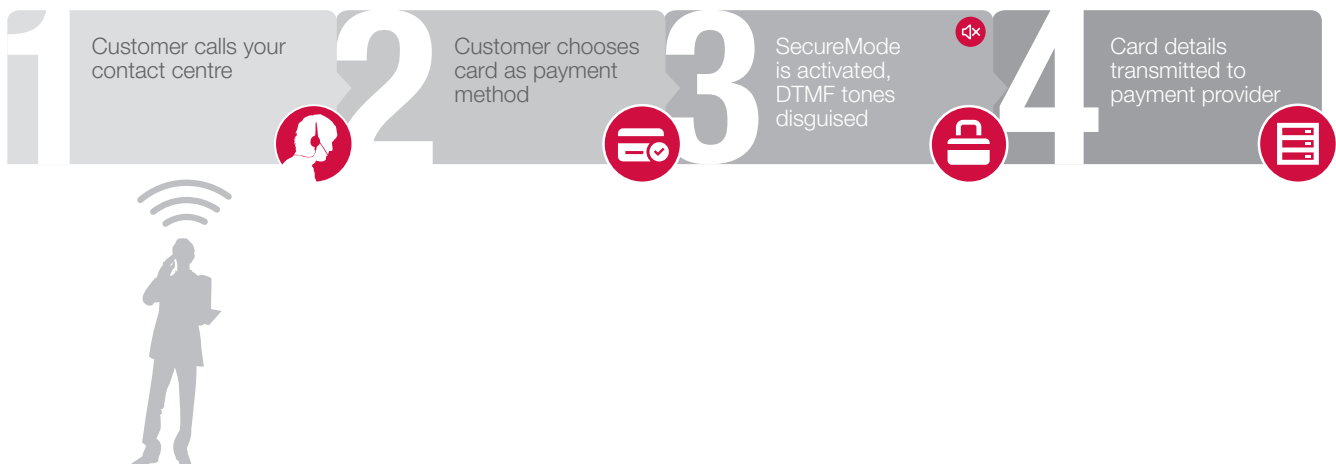 1
Customer calls your
contact centre
2
Customer chooses
card as payment
method
3
SecureMode
is activated,
DTMF tones
disguised
4
Card details
transmitted to
payment provider